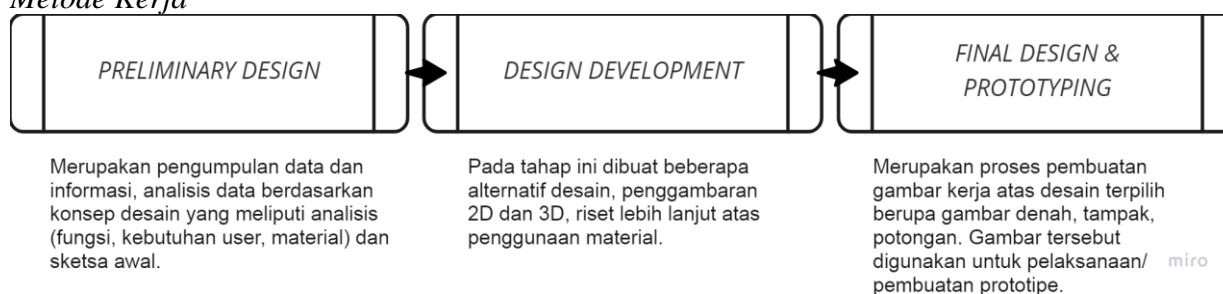 Metode Kerja
PRELIMINARY DESIGN
Merupakan pengumpulan data dan
informasi, analisis data berdasarkan
konsep desain yang meliputi analisis
(fungsi, kebutuhan user, material) dan
sketsa awal.
DESIGN DEVELOPMENT
Pada tahap ini dibuat beberapa
alternatif desain, penggambaran
2D dan 3D, riset lebih lanjut atas
penggunaan material.
FINAL DESIGN &
PROTOTYPING
Merupakan proses pembuatan
gambar kerja atas desain terpilih
berupa gambar denah, tampak,
potongan. Gambar tersebut
digunakan untuk pelaksanaan/
pembuatan prototipe.
miro